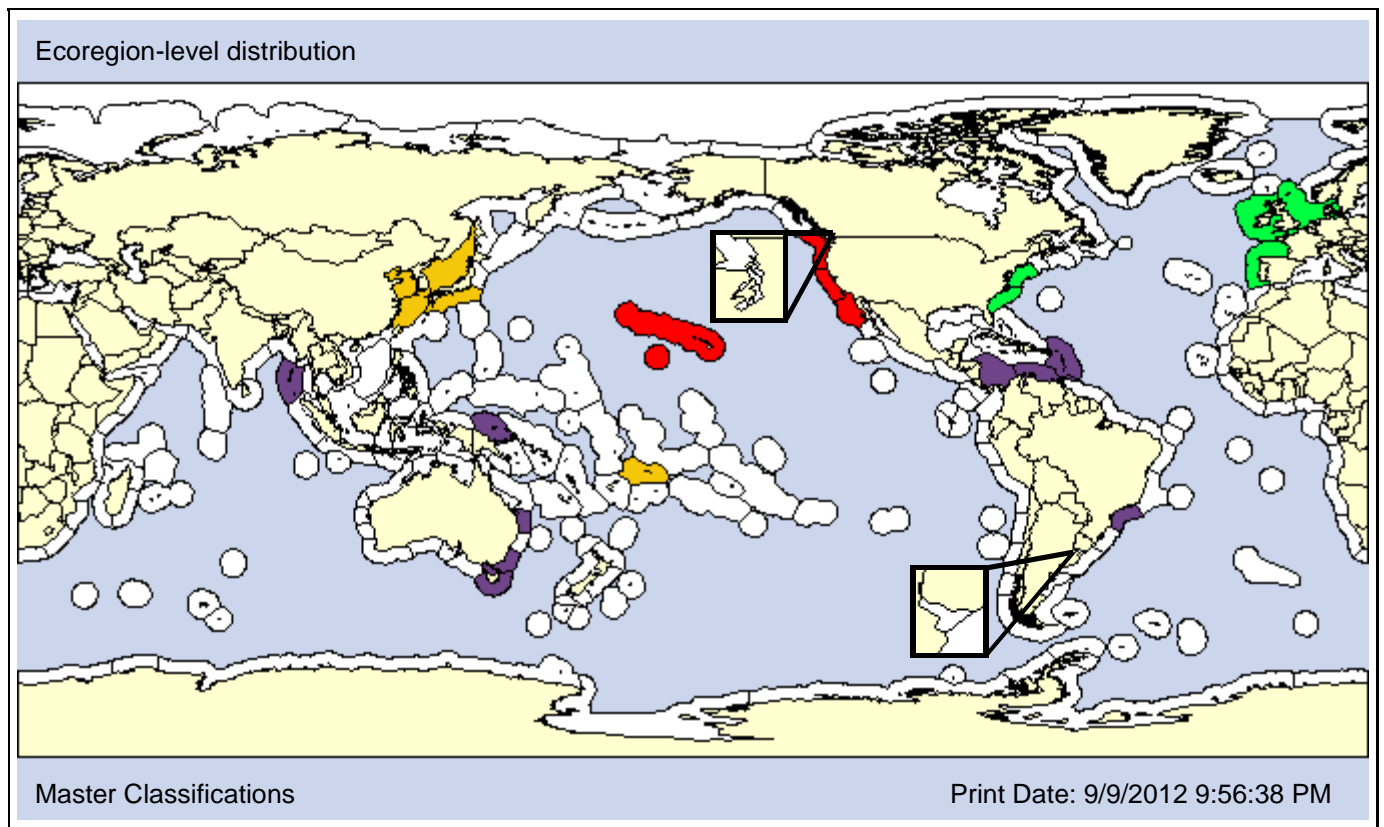 Ecoregion-level distribution
Master Classifications
Print Date: 9/9/2012 9:56:38 PM